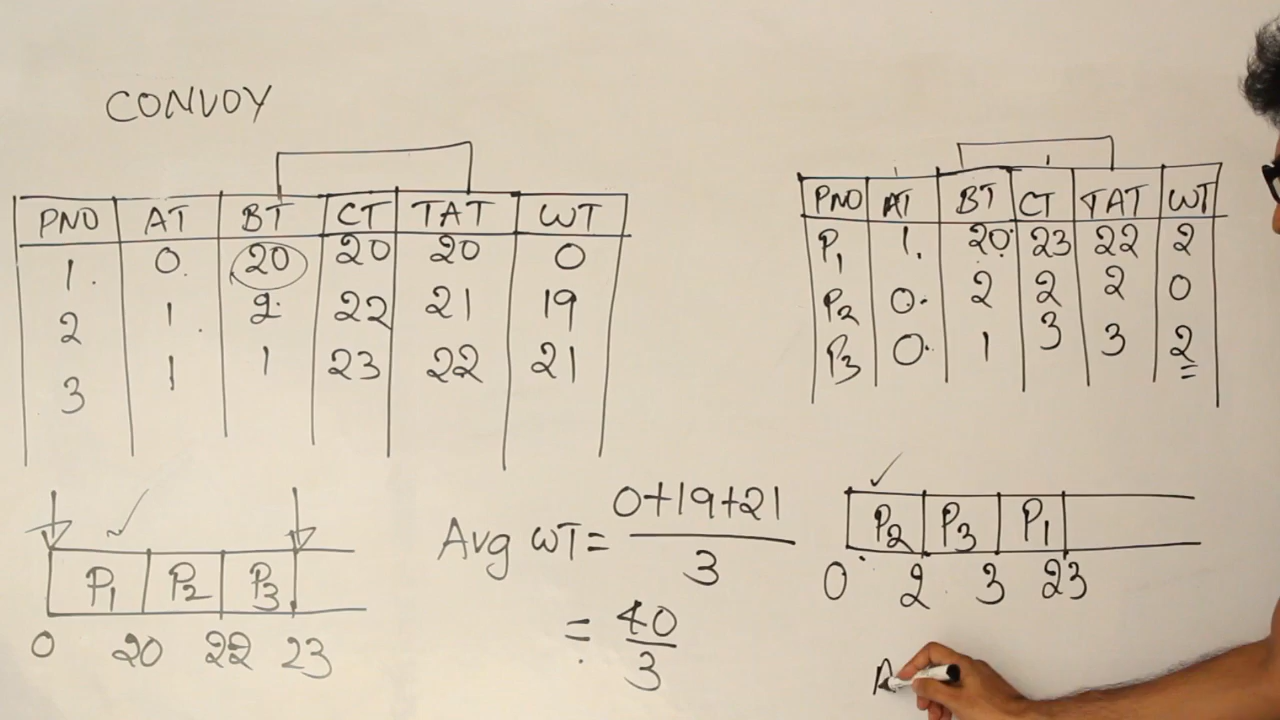 CONVOY
PNO AT BT CT TAT WT
1. 0. 20 20 20 0
2 1. 2 22 21 19
3 1 1 23 22 21
PNO AT BT CT TAT WT
P1 1. 20 23 22 2
P2 0. 2 2 2 0
P3 0. 1 3 3 2
P1 P2 P3
0 20 22 23
Avg WT = 0+19+21
3
= 40
3
P2 P3 P1
0 2 3 23
A